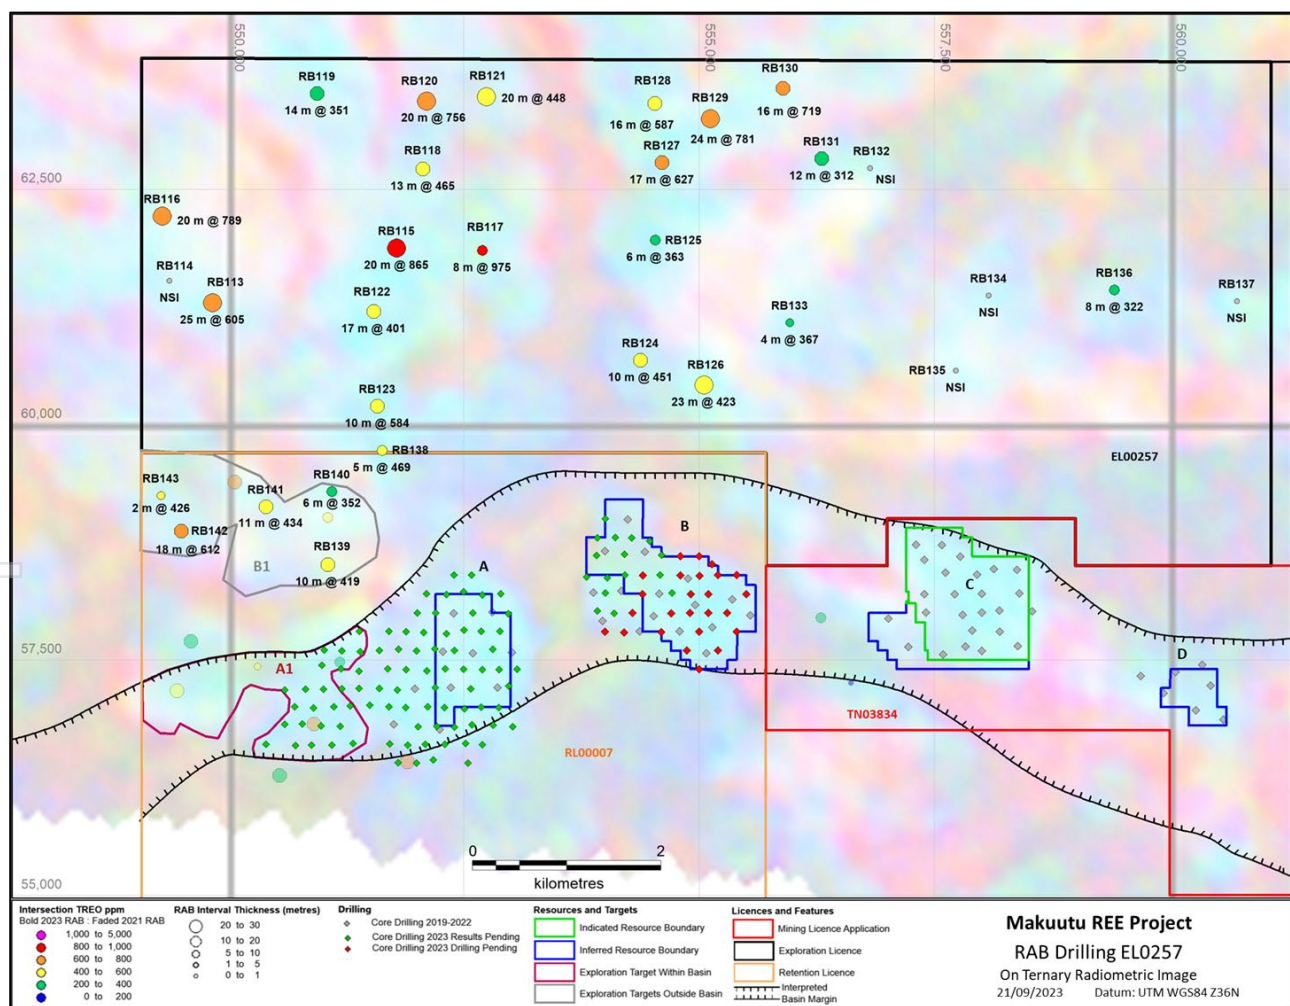 550,000
555,000
557,500
560,000
RB119
14 m @ 351
RB120
20 m @ 756
RB121
20 m @ 448
RB128
16 m @ 587
RB129
24 m @ 781
RB130
16 m @ 719
RB118
13 m @ 465
RB127
17 m @ 627
RB131
12 m @ 312
RB132
NSI
62,500
RB116
20 m @ 789
RB115
20 m @ 865
RB117
8 m @ 975
RB125
6 m @ 363
RB114
NSI
RB113
25 m @ 605
RB122
17 m @ 401
RB133
4 m @ 367
RB134
NSI
RB136
8 m @ 322
RB137
NSI
RB124
10 m @ 451
RB126
23 m @ 423
RB135
NSI
RB123
10 m @ 584
60,000
RB138
5 m @ 469
EL00257
RB143
2 m @ 426
RB141
11 m @ 434
RB140
6 m @ 352
RB142
18 m @ 612
RB139
10 m @ 419
B1
A
B
C
D
57,500
A1
TN03834
RL00007
0
2
kilometres
55,000
Intersection TREO ppm
Bold 2023 RAB : Faded 2021 RAB
1,000 to 5,000
800 to 1,000
600 to 800
400 to 600
200 to 400
0 to 200
RAB Interval Thickness (metres)
20 to 30
10 to 20
5 to 10
1 to 5
0 to 1
Drilling
Core Drilling 2019-2022
Core Drilling 2023 Results Pending
Core Drilling 2023 Drilling Pending
Resources and Targets
Indicated Resource Boundary
Inferred Resource Boundary
Exploration Target Within Basin
Exploration Targets Outside Basin
Licences and Features
Mining Licence Application
Exploration Licence
Retention Licence
Interpreted
Basin Margin
Makuutu REE Project
RAB Drilling EL0257
On Ternary Radiometric Image
21/09/2023 Datum: UTM WGS84 Z36N